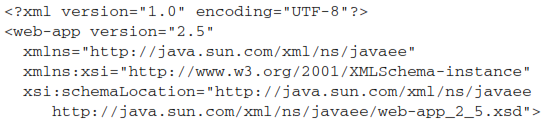 <?xml version="1.0" encoding="UTF-8"?>
<web-app version="2.5"
xmlns="http://java.sun.com/xml/ns/javaee"
xmlns:xsi="http://www.w3.org/2001/XMLSchema-instance"
xsi:schemaLocation="http://java.sun.com/xml/ns/javaee
http://java.sun.com/xml/ns/javaee/web-app_2_5.xsd">